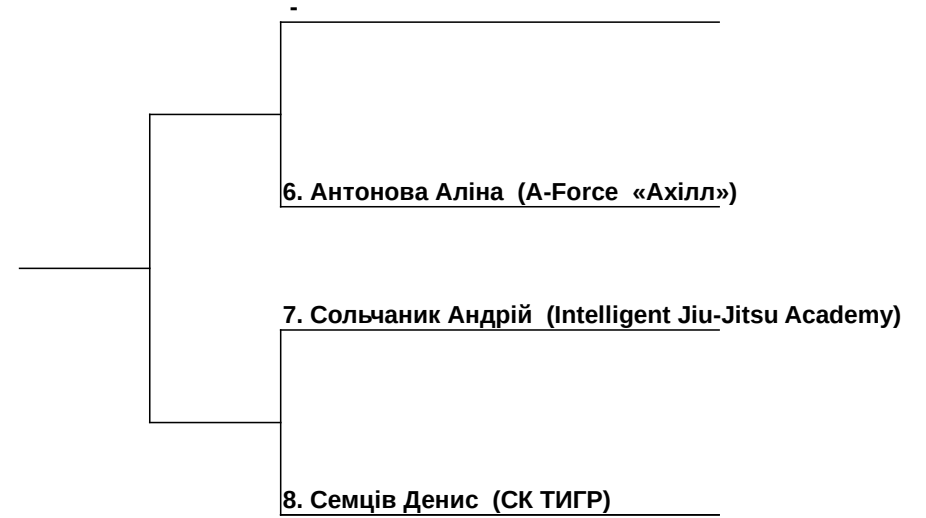 -
6. Антонова Аліна (A-Force «Ахілл»)
7. Сольчаник Андрій (Intelligent Jiu-Jitsu Academy)
8. Семців Денис (СК ТИГР)